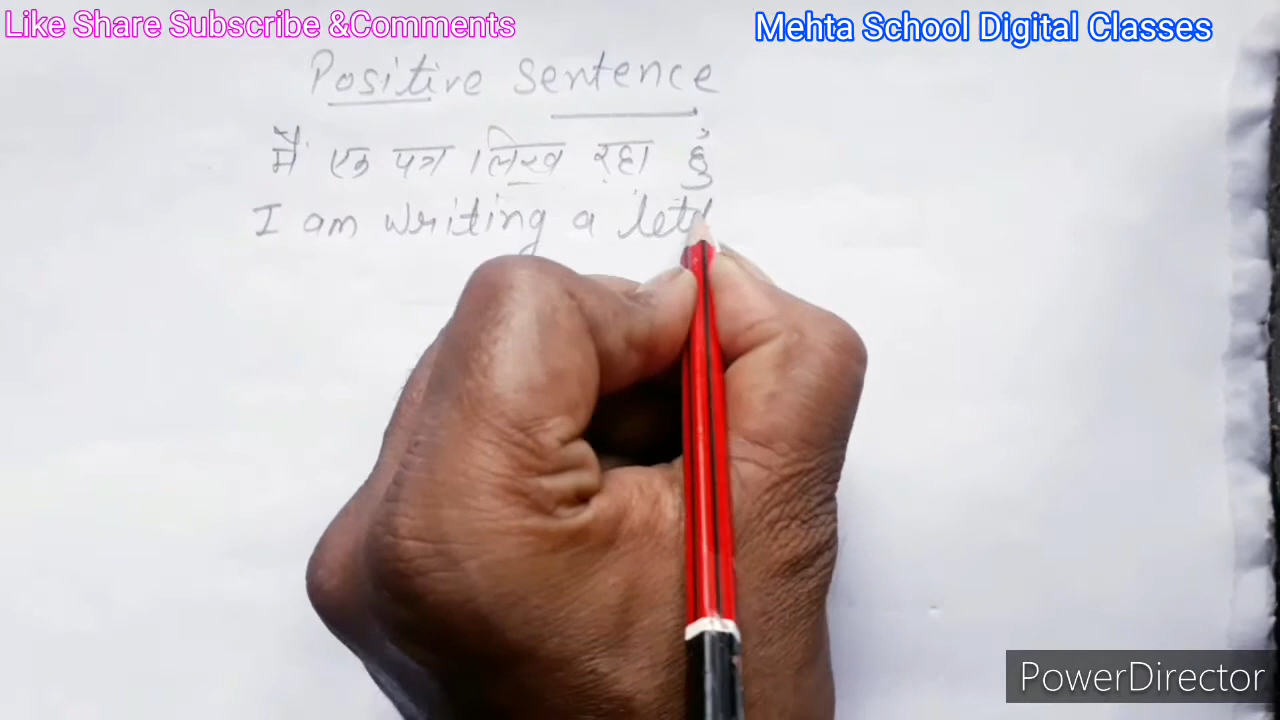 Like Share Subscribe &Comments
Mehta School Digital Classes
Positive Sentence
मैं एक पत्र लिख रहा हूँ
I am writing a
PowerDirector